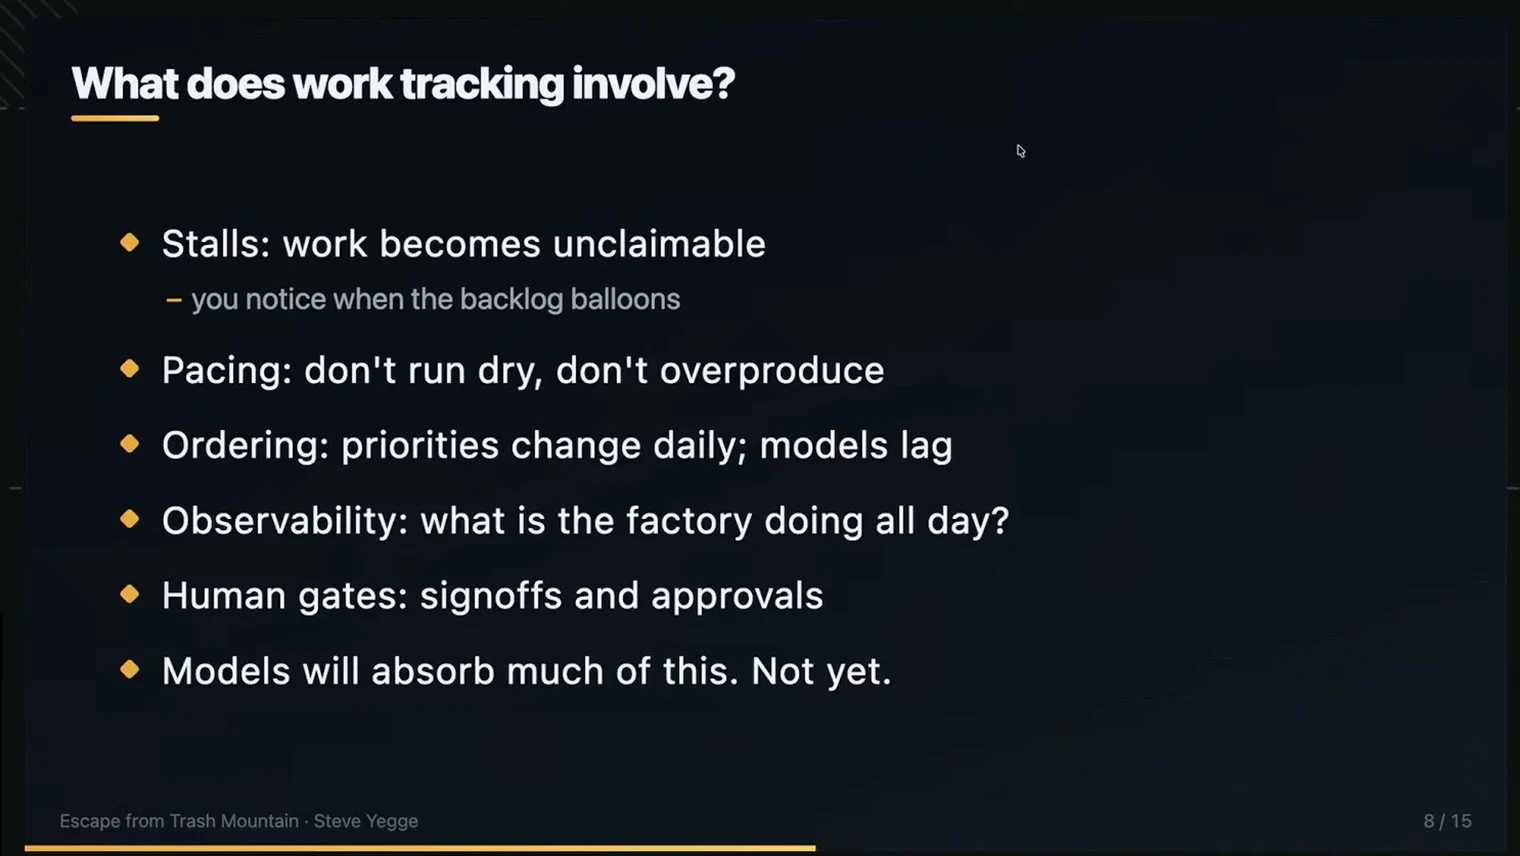 What does work tracking involve?
Stalls: work becomes unclaimable
– you notice when the backlog balloons
Pacing: don't run dry, don't overproduce
Ordering: priorities change daily; models lag
Observability: what is the factory doing all day?
Human gates: signoffs and approvals
Models will absorb much of this. Not yet.
Escape from Trash Mountain · Steve Yegge
8 / 15